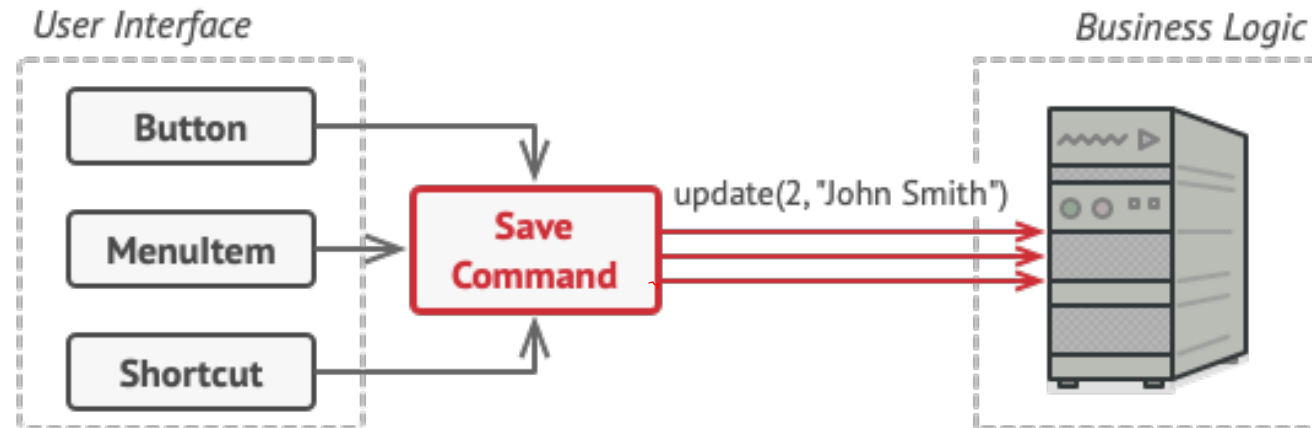 User Interface
Business Logic
Button
update(2, "John Smith")
Save
Command
MenuItem
Shortcut